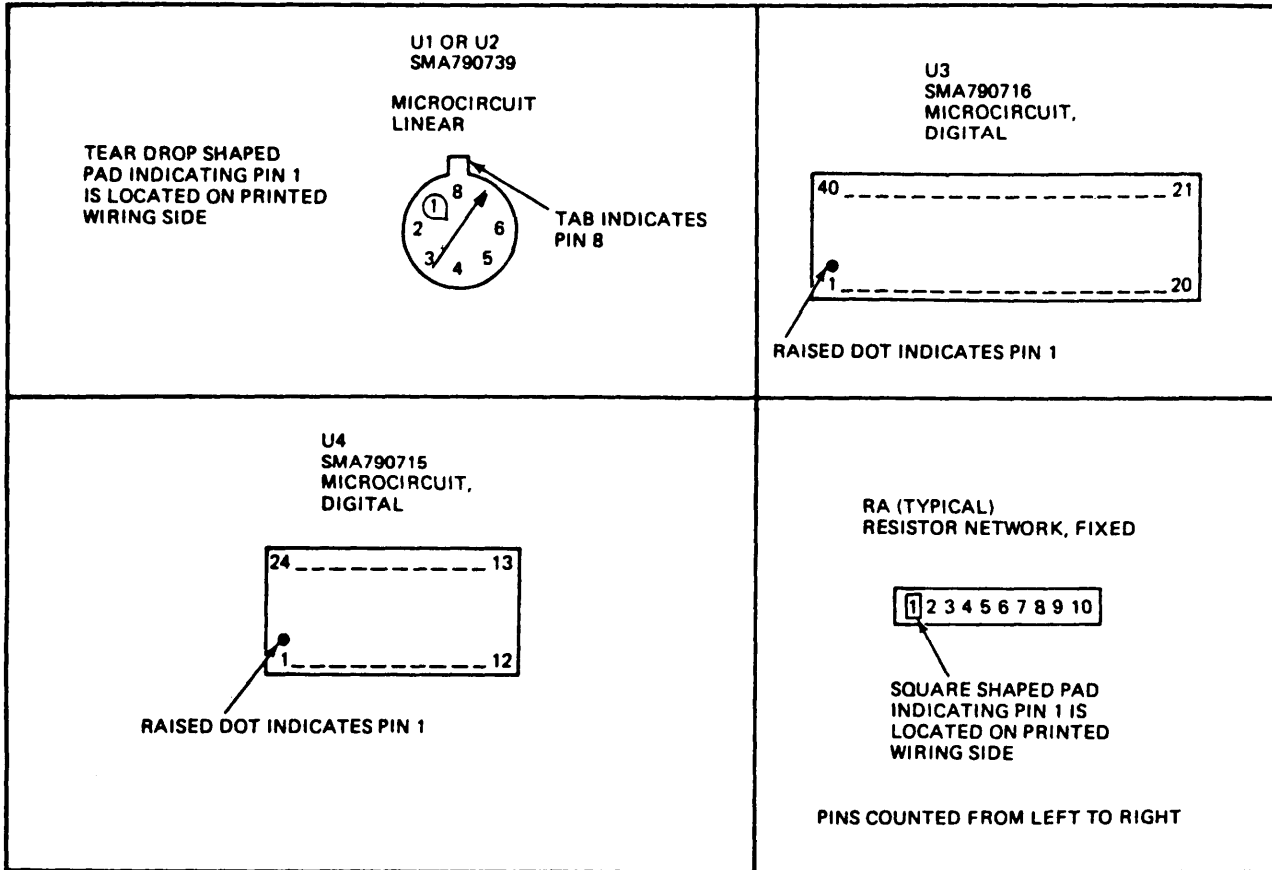 U1 OR U2
SMA790739
MICROCIRCUIT
LINEAR
TEAR DROP SHAPED
PAD INDICATING PIN 1
IS LOCATED ON PRINTED
WIRING SIDE
8
1
2
6
3
5
4
TAB INDICATES
PIN 8
U3
SMA790716
MICROCIRCUIT,
DIGITAL
40 21
1 20
RAISED DOT INDICATES PIN 1
U4
SMA790715
MICROCIRCUIT,
DIGITAL
24 13
1 12
RAISED DOT INDICATES PIN 1
RA (TYPICAL)
RESISTOR NETWORK, FIXED
1 2 3 4 5 6 7 8 9 10
SQUARE SHAPED PAD
INDICATING PIN 1 IS
LOCATED ON PRINTED
WIRING SIDE
PINS COUNTED FROM LEFT TO RIGHT